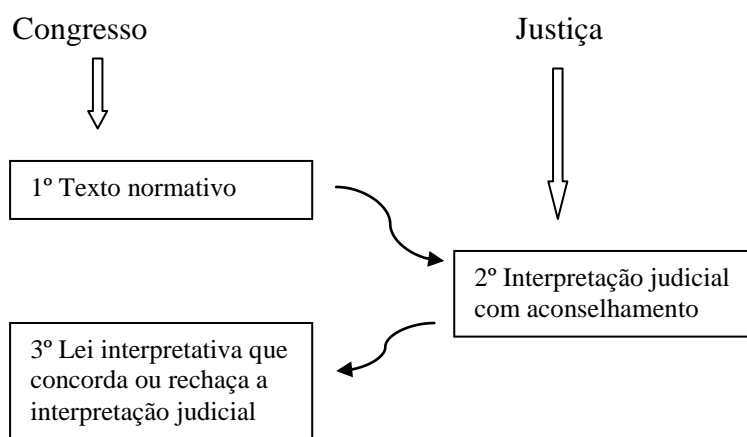 Congresso
Justiça
1º Texto normativo
2º Interpretação judicial
com aconselhamento
3º Lei interpretativa que
concorda ou rechaça a
interpretação judicial